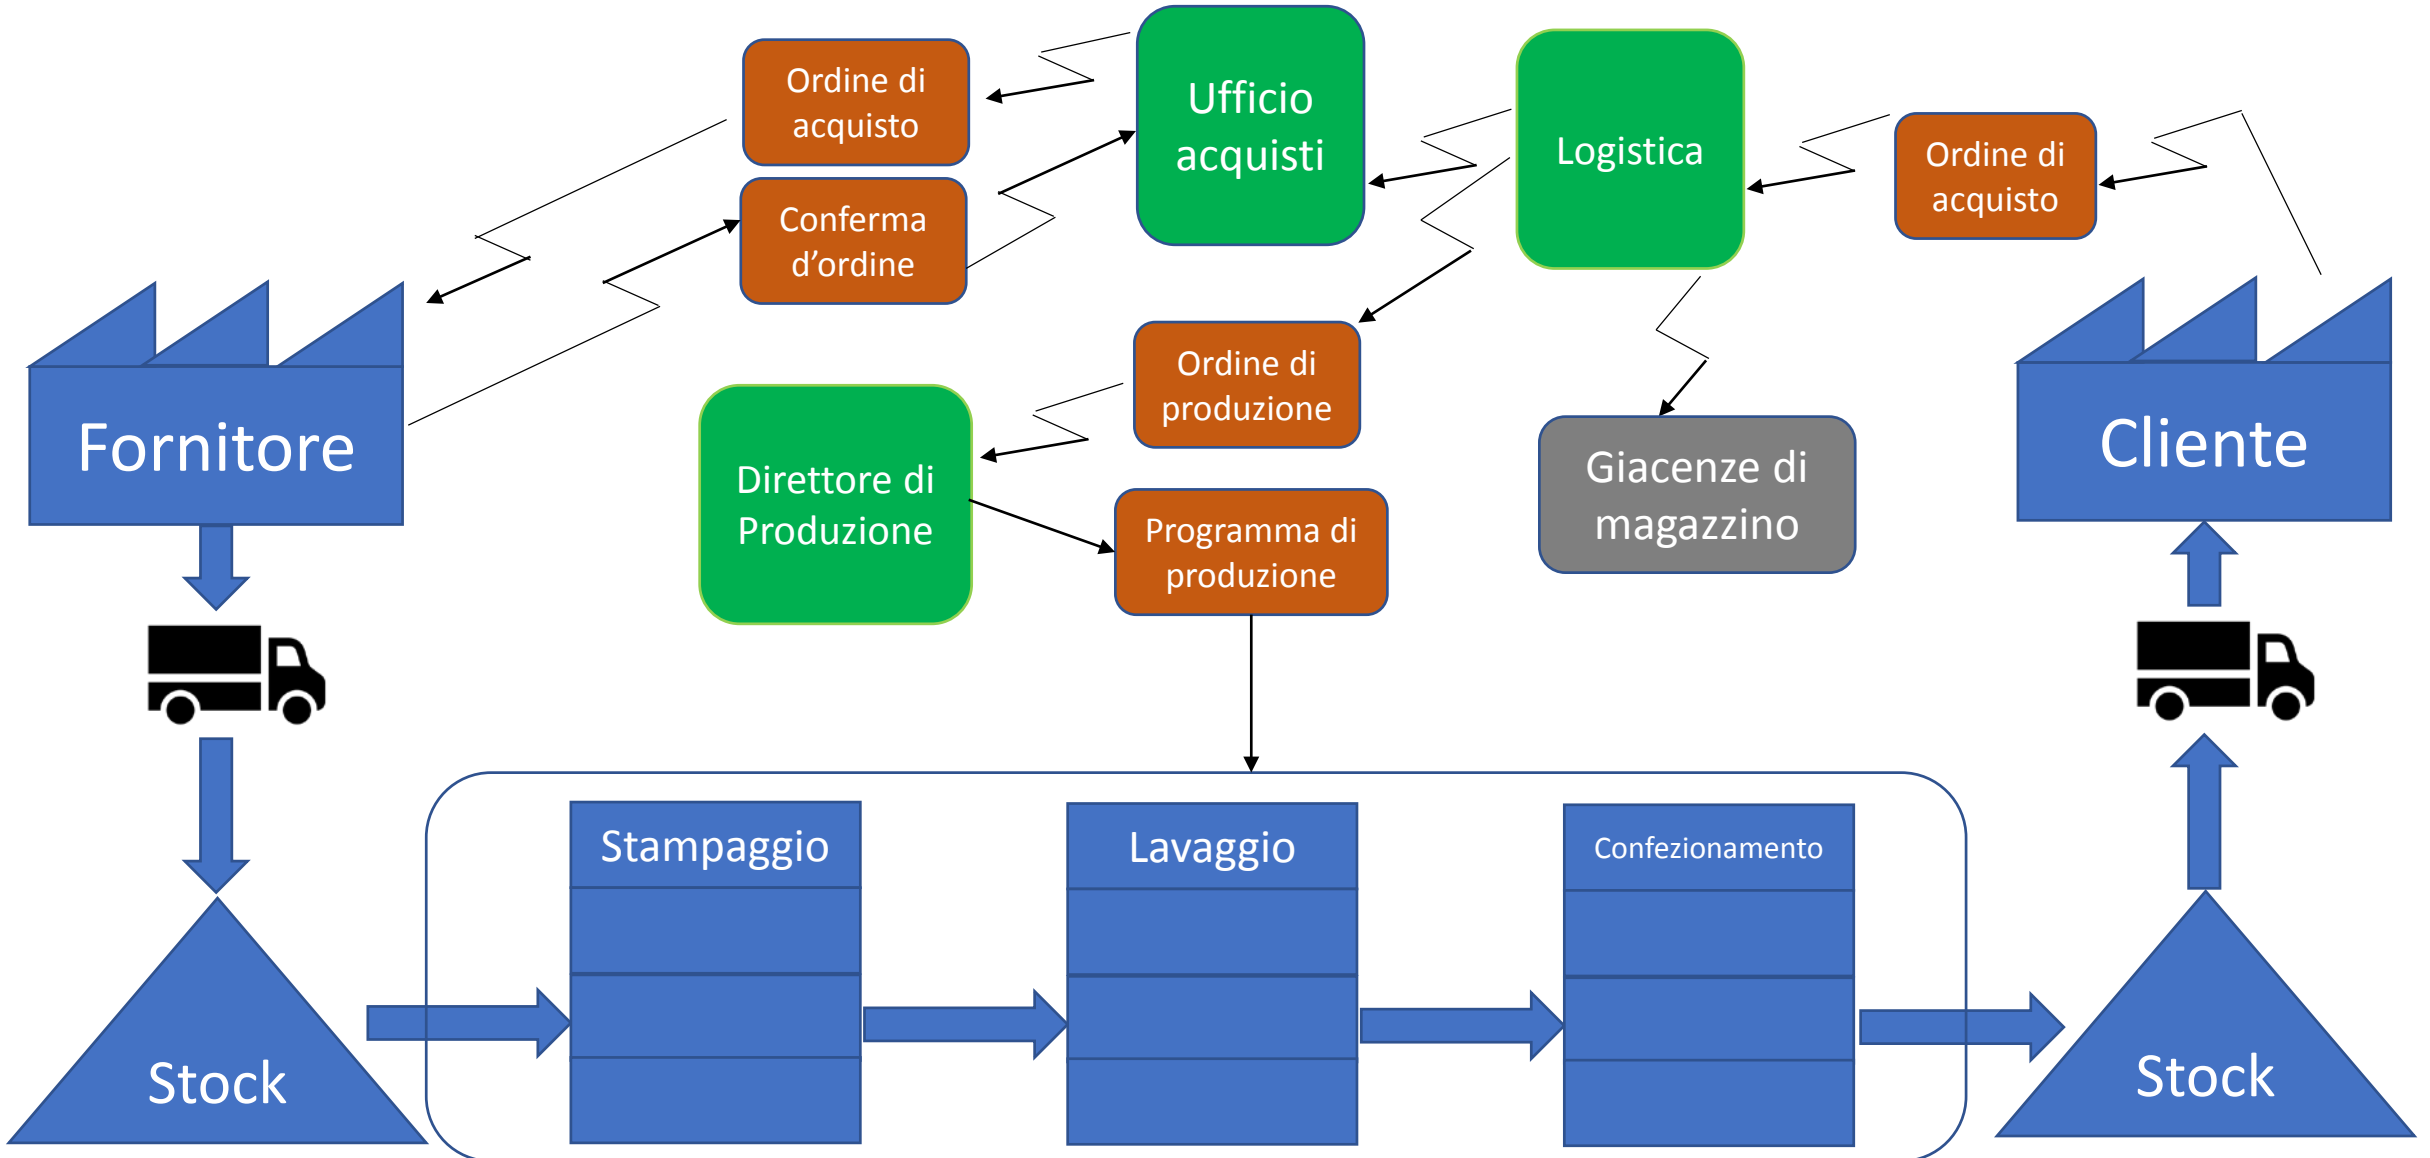 Ordine di
acquisto
Ufficio
acquisti
Logistica
Ordine di
acquisto
Conferma
d'ordine
Fornitore
Ordine di
produzione
Cliente
Direttore di
Produzione
Programma di
produzione
Giacenze di
magazzino
Stampaggio
Lavaggio
Confezionamento
Stock
Stock